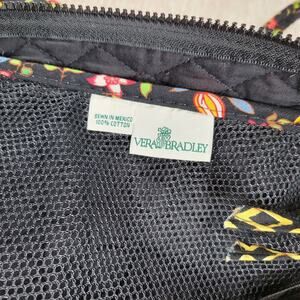 SEWN IN MEXICO
100% COTTON
VERA BRADLEY